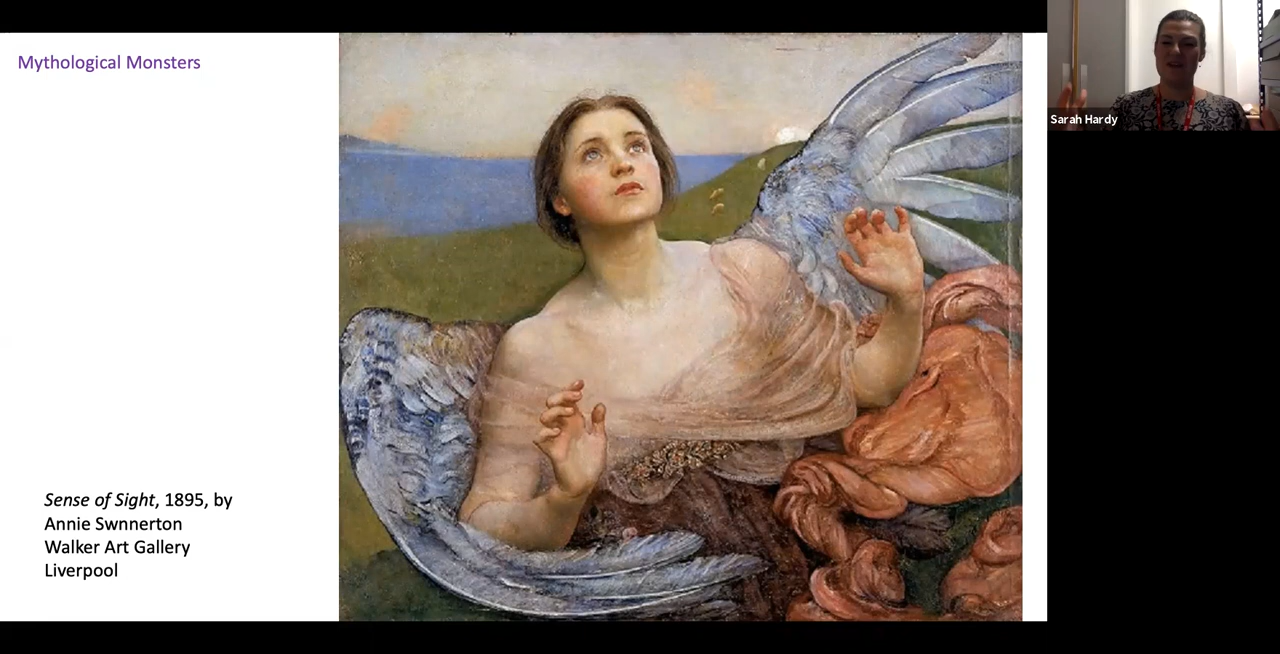 Mythological Monsters
Sarah Hardy
Sense of Sight, 1895, by
Annie Swnnerton
Walker Art Gallery
Liverpool